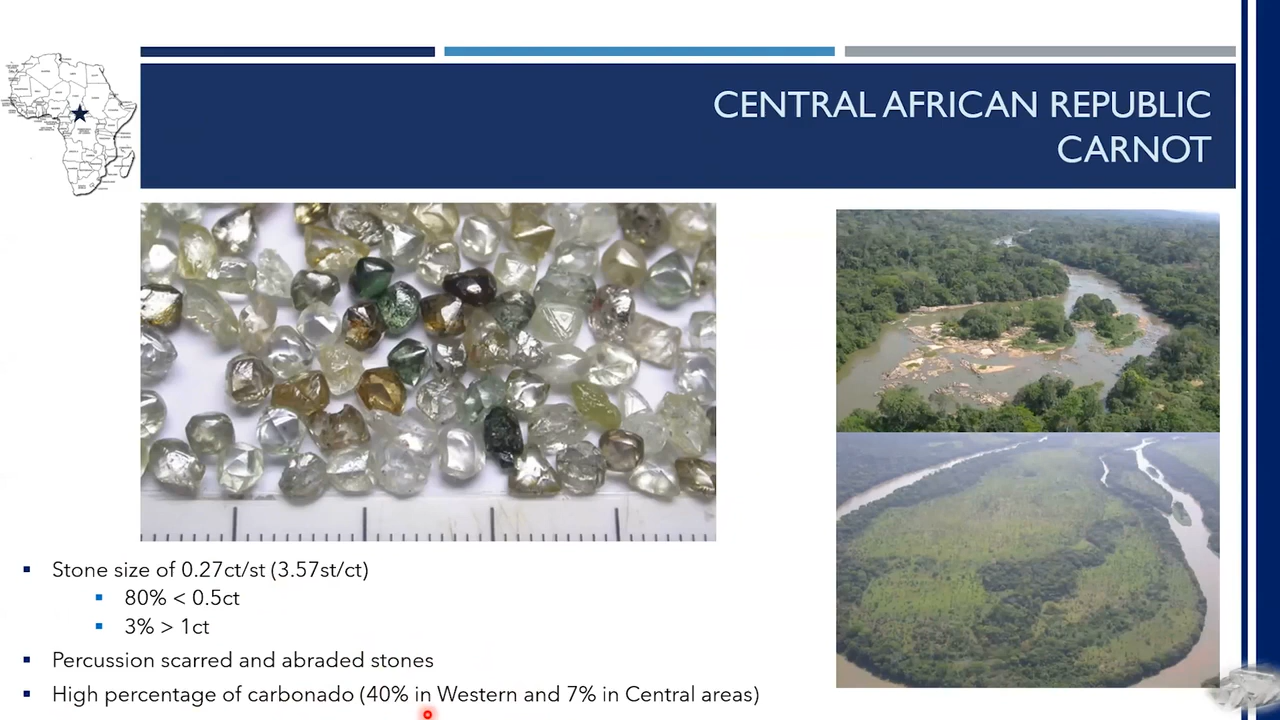 CENTRAL AFRICAN REPUBLIC
CARNOT
Stone size of 0.27ct/st (3.57st/ct)
80% < 0.5ct
3% > 1ct
Percussion scarred and abraded stones
High percentage of carbonado (40% in Western and 7% in Central areas)